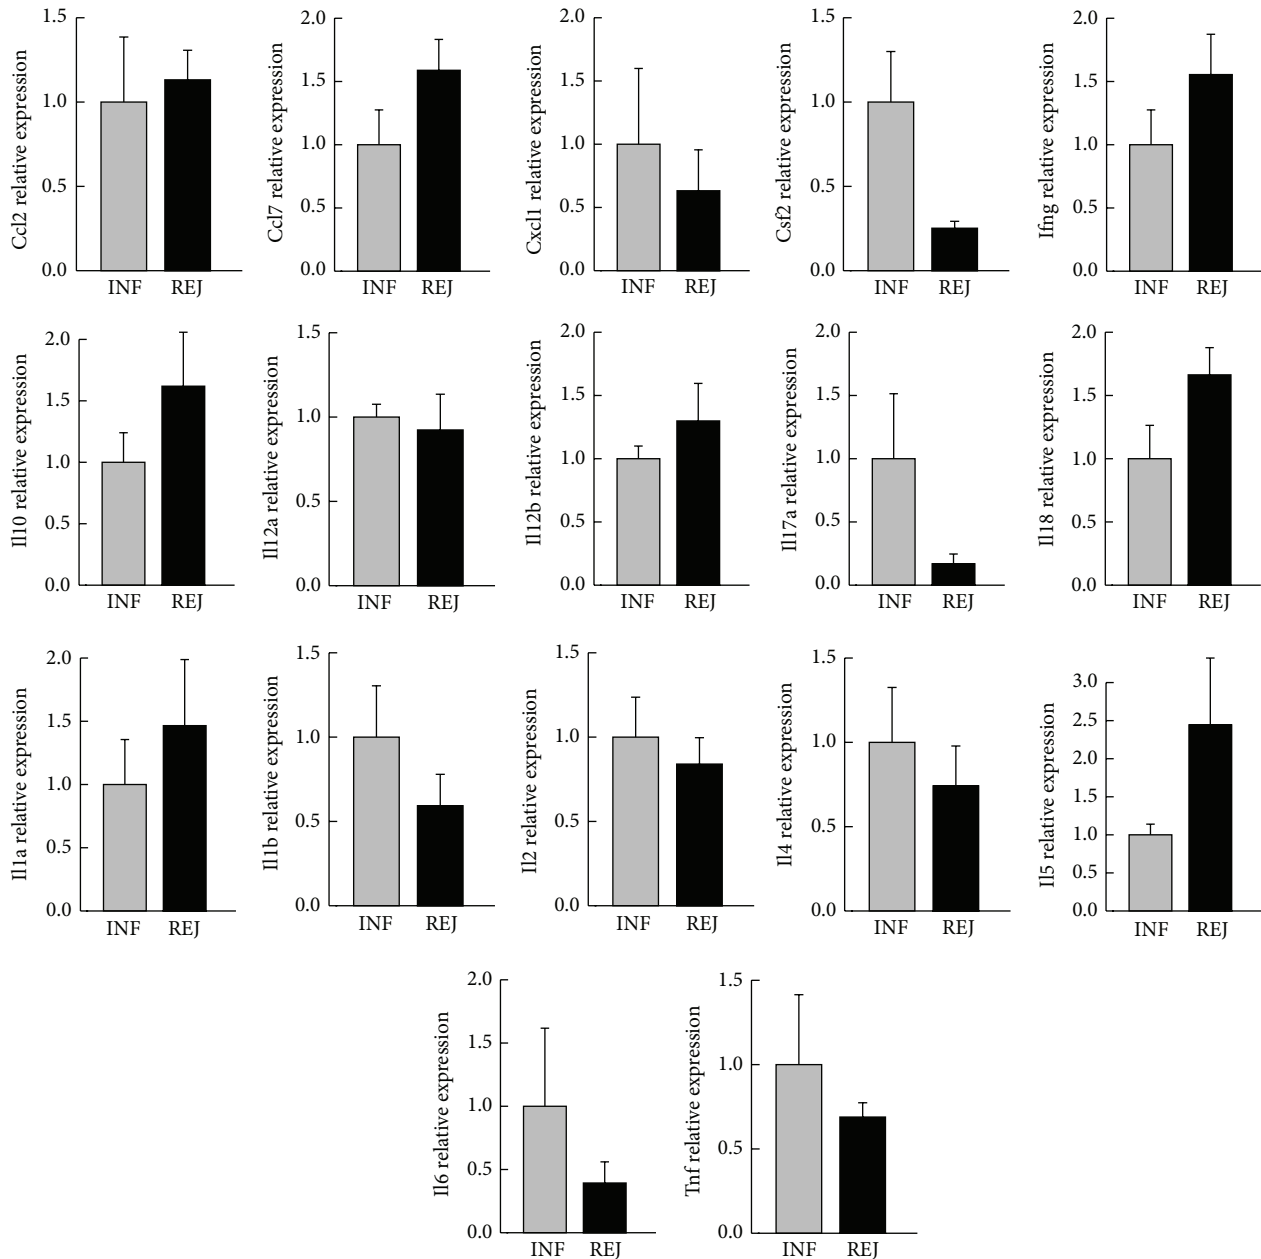 Ccl2 relative expression
1.5
1.0
0.5
0.0
INF REJ
Ccl7 relative expression
2.0
1.5
1.0
0.5
0.0
INF REJ
Cxcl1 relative expression
2.0
1.5
1.0
0.5
0.0
INF REJ
Csf2 relative expression
1.5
1.0
0.5
0.0
INF REJ
Ifng relative expression
2.0
1.5
1.0
0.5
0.0
INF REJ
Il10 relative expression
2.0
1.5
1.0
0.5
0.0
INF REJ
Il12a relative expression
1.5
1.0
0.5
0.0
INF REJ
Il12b relative expression
2.0
1.5
1.0
0.5
0.0
INF REJ
Il17a relative expression
2.0
1.5
1.0
0.5
0.0
INF REJ
Il18 relative expression
2.0
1.5
1.0
0.5
0.0
INF REJ
Il1a relative expression
2.0
1.5
1.0
0.5
0.0
INF REJ
Il1b relative expression
1.5
1.0
0.5
0.0
INF REJ
Il2 relative expression
1.5
1.0
0.5
0.0
INF REJ
Il4 relative expression
1.5
1.0
0.5
0.0
INF REJ
Il5 relative expression
3.0
2.5
2.0
1.5
1.0
0.5
0.0
INF REJ
Il6 relative expression
2.0
1.5
1.0
0.5
0.0
INF REJ
Tnf relative expression
1.5
1.0
0.5
0.0
INF REJ